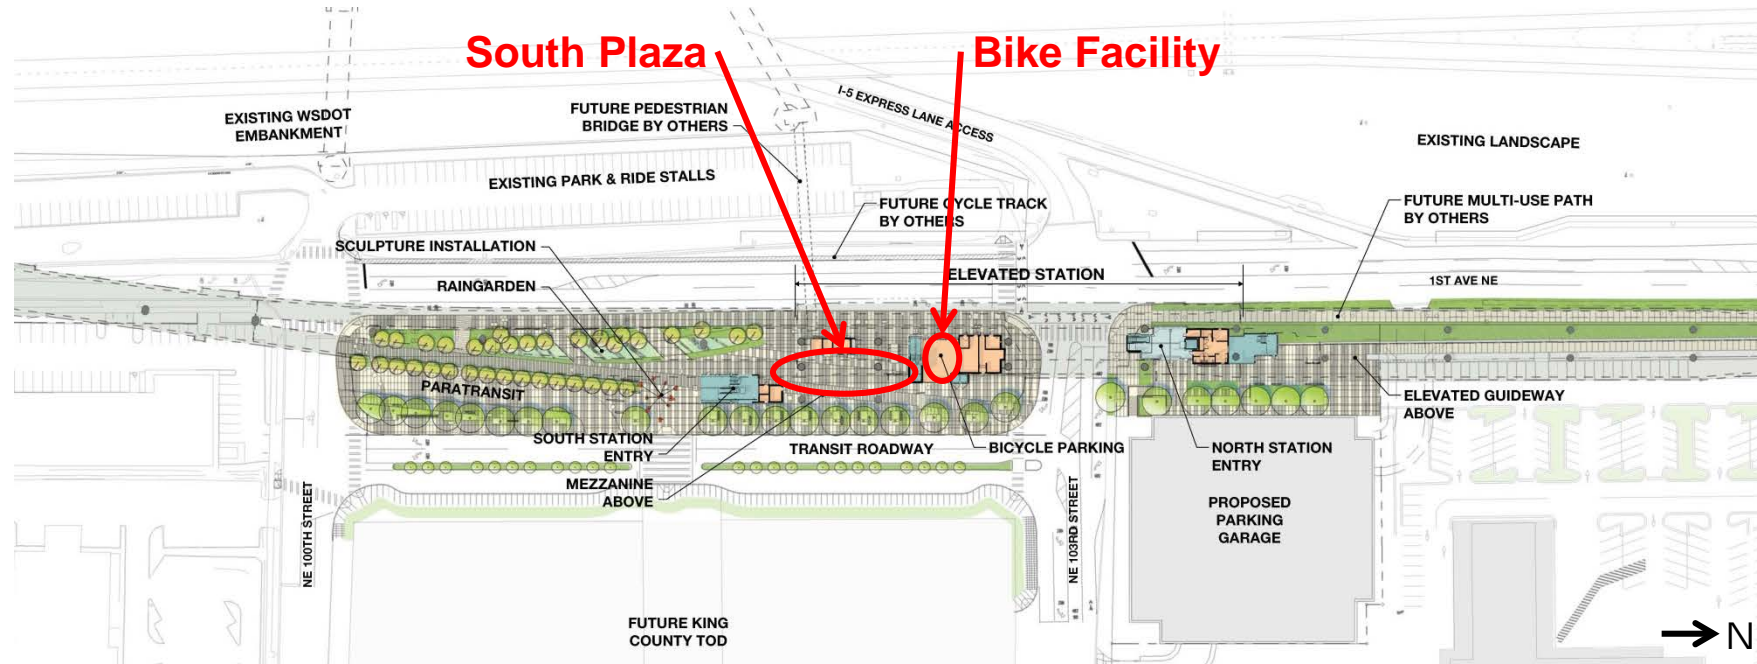 South Plaza
Bike Facility
EXISTING WSDOT
EMBANKMENT
FUTURE PEDESTRIAN
BRIDGE BY OTHERS
I-5 EXPRESS LANE ACCESS
EXISTING LANDSCAPE
EXISTING PARK & RIDE STALLS
FUTURE CYCLE TRACK
BY OTHERS
FUTURE MULTI-USE PATH
BY OTHERS
SCULPTURE INSTALLATION
RAINGARDEN
ELEVATED STATION
1ST AVE NE
PARATRANSIT
ELEVATED GUIDEWAY
ABOVE
SOUTH STATION
ENTRY
TRANSIT ROADWAY
BICYCLE PARKING
NORTH STATION
ENTRY
MEZZANINE
ABOVE
NE 100TH STREET
NE 103RD STREET
PROPOSED
PARKING
GARAGE
FUTURE KING
COUNTY TOD
N